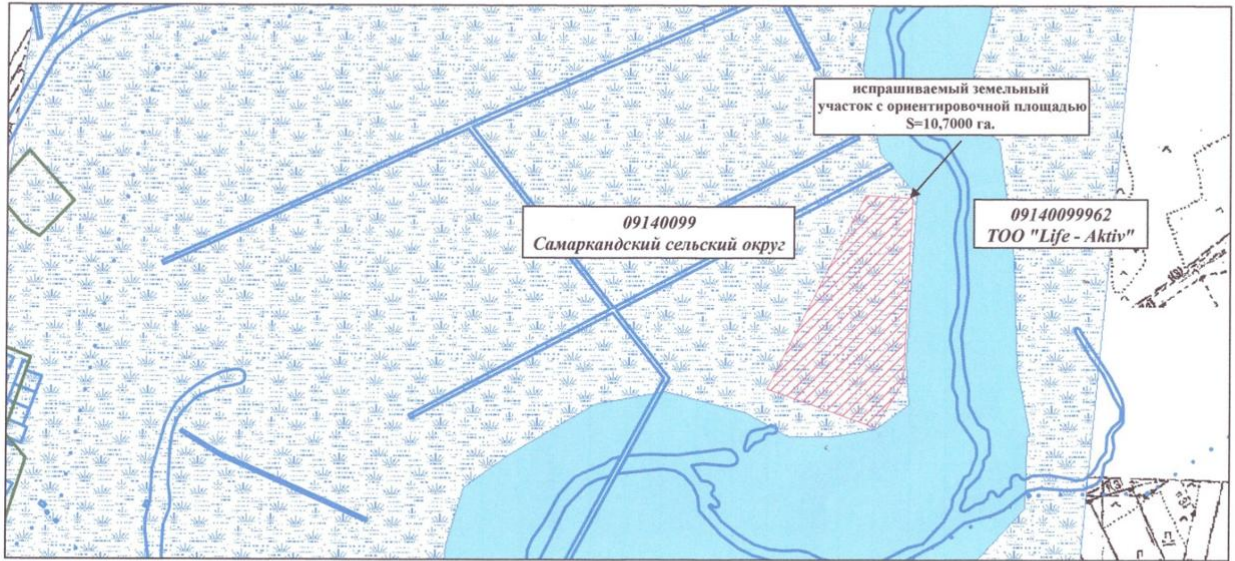 испрашиваемый земельный
участок с ориентировочной площадью
S=10,7000 га.
09140099
Самаркандский сельский округ
09140099962
ТОО "Life - Aktiv"